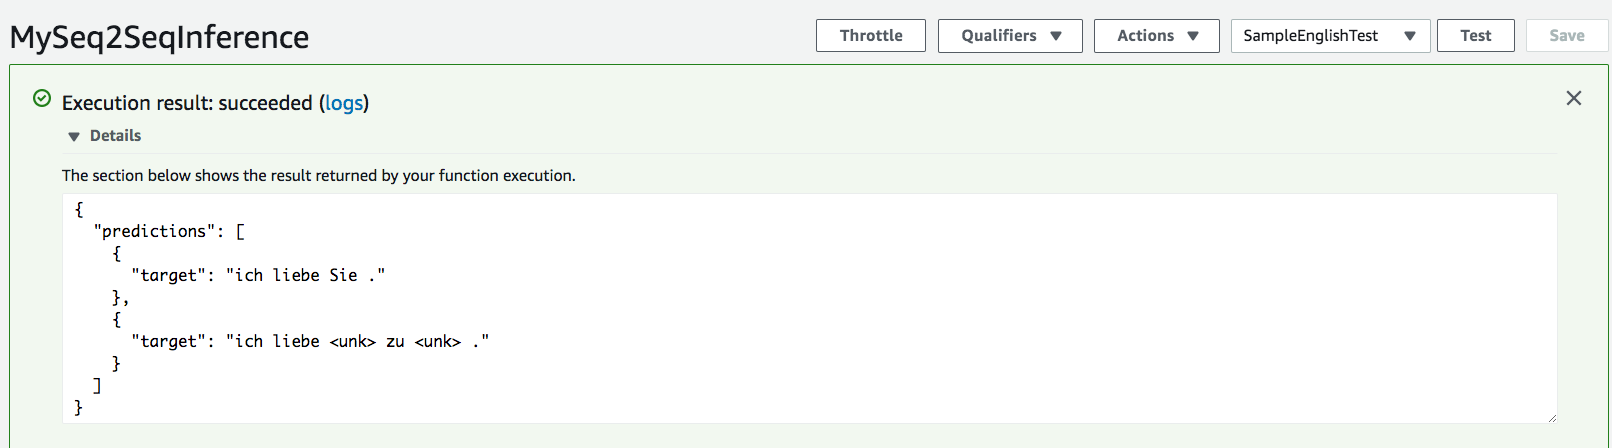 MySeq2SeqInference
Throttle Qualifiers Actions SampleEnglishTest Test Save
Execution result: succeeded (logs)
Details
The section below shows the result returned by your function execution.
{
"predictions": [
{
"target": "ich liebe Sie ."
},
{
"target": "ich liebe <unk> zu <unk> ."
}
]
}